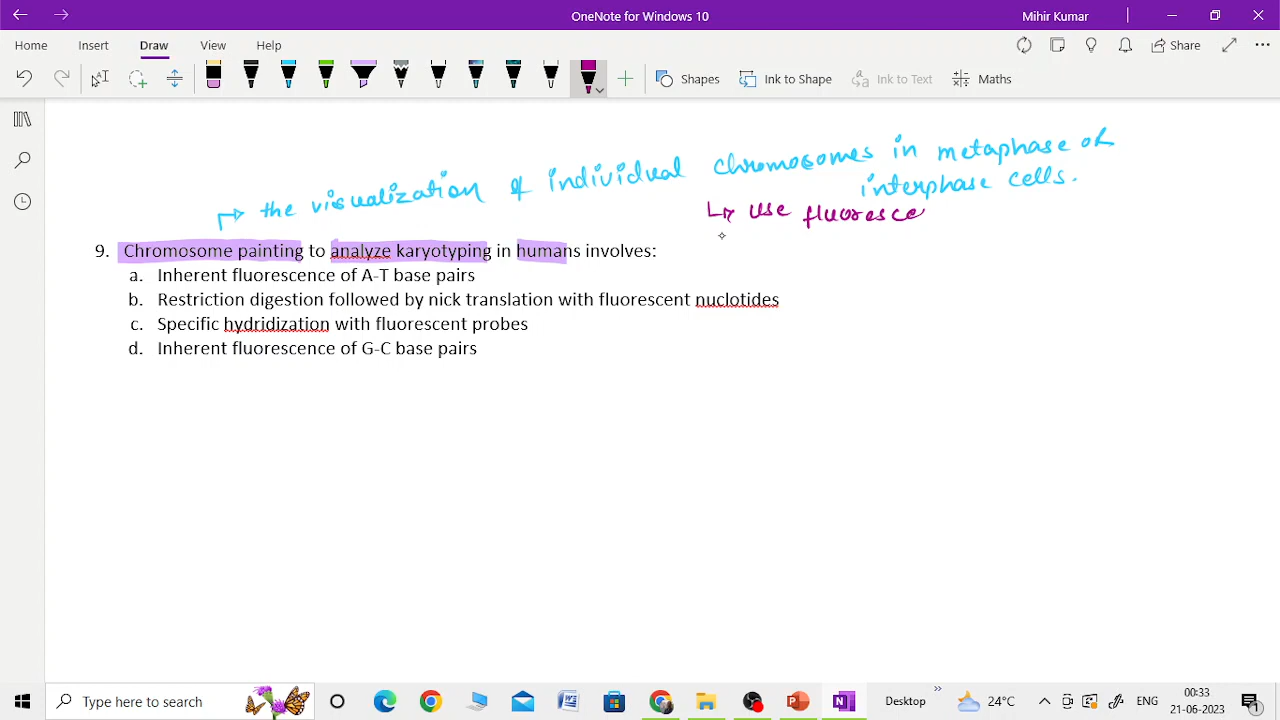 OneNote for Windows 10
Mihir Kumar
Home Insert Draw View Help
Share
Shapes Ink to Shape Ink to Text Maths
the visualization of individual chromosomes in metaphase or
interphase cells.
use fluoresce
9. Chromosome painting to analyze karyotyping in humans involves:
a. Inherent fluorescence of A-T base pairs
b. Restriction digestion followed by nick translation with fluorescent nuclotides
c. Specific hydridization with fluorescent probes
d. Inherent fluorescence of G-C base pairs
Type here to search
Desktop
24°C
ENG
00:33
21-06-2023
1